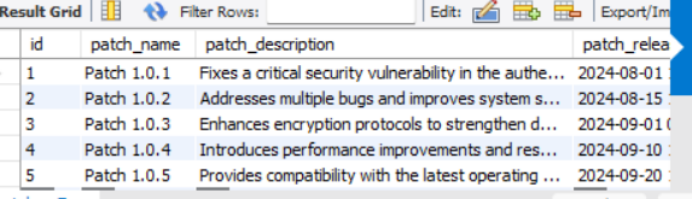 Result Grid Filter Rows: Edit: Export/Im
id patch_name patch_description patch_relea
1 Patch 1.0.1 Fixes a critical security vulnerability in the authe... 2024-08-01
2 Patch 1.0.2 Addresses multiple bugs and improves system s... 2024-08-15
3 Patch 1.0.3 Enhances encryption protocols to strengthen d... 2024-09-01
4 Patch 1.0.4 Introduces performance improvements and res... 2024-09-10
5 Patch 1.0.5 Provides compatibility with the latest operating ... 2024-09-20